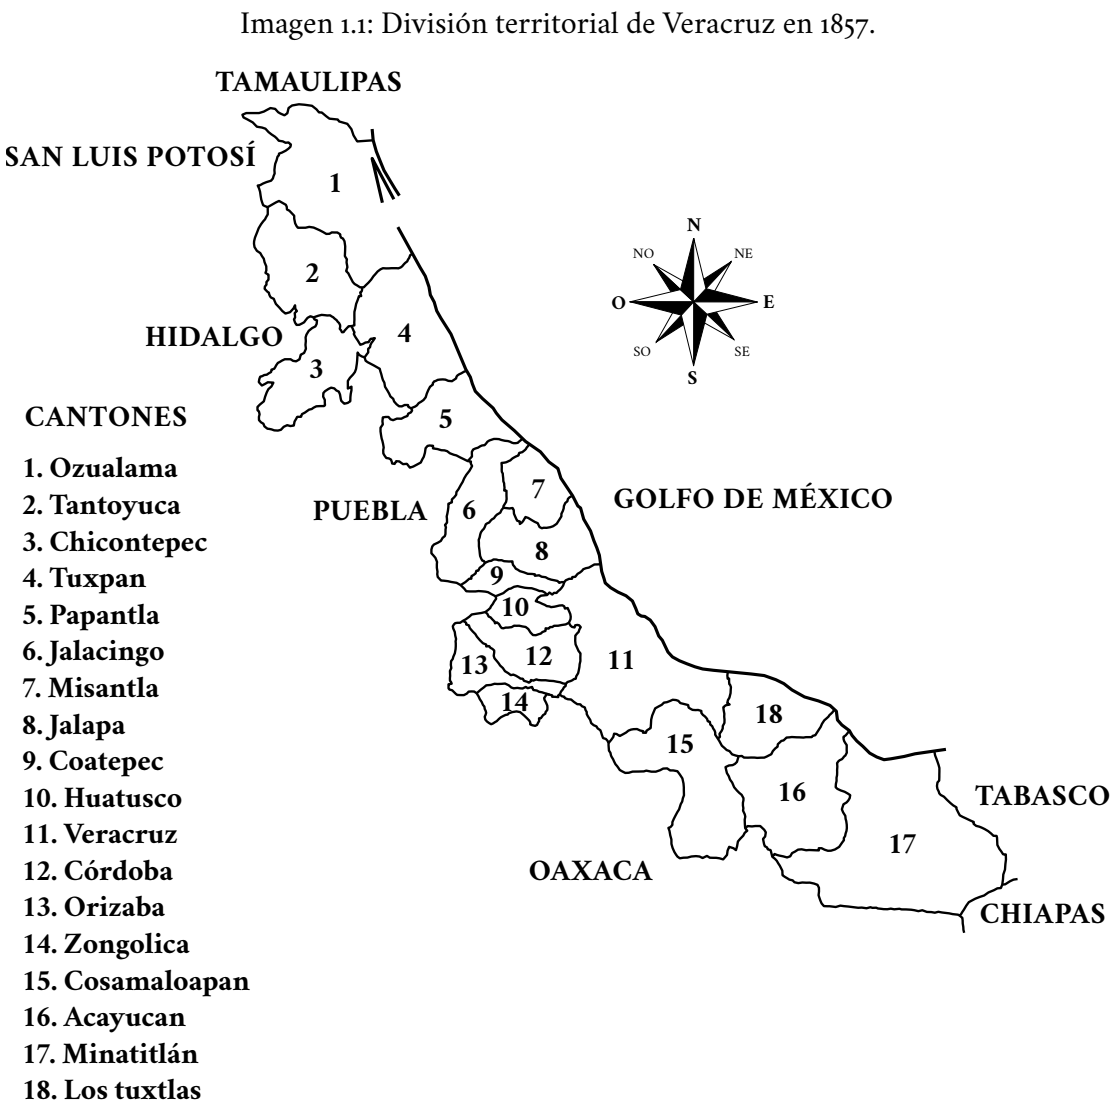 Imagen 1.1: División territorial de Veracruz en 1857.
TAMAULIPAS
SAN LUIS POTOSÍ
1
N
NO
NE
2
O
E
HIDALGO
4
SO
SE
3
S
CANTONES
5
1. Ozualama
2. Tantoyuca
3. Chicontepec
4. Tuxpan
5. Papantla
6. Jalacingo
7. Misantla
8. Jalapa
9. Coatepec
10. Huatusco
11. Veracruz
12. Córdoba
13. Orizaba
14. Zongolica
15. Cosamaloapan
16. Acayucan
17. Minatitlán
18. Los tuxtlas
7
GOLFO DE MÉXICO
PUEBLA
6
8
9
10
12
11
13
14
18
15
16
TABASCO
17
OAXACA
CHIAPAS